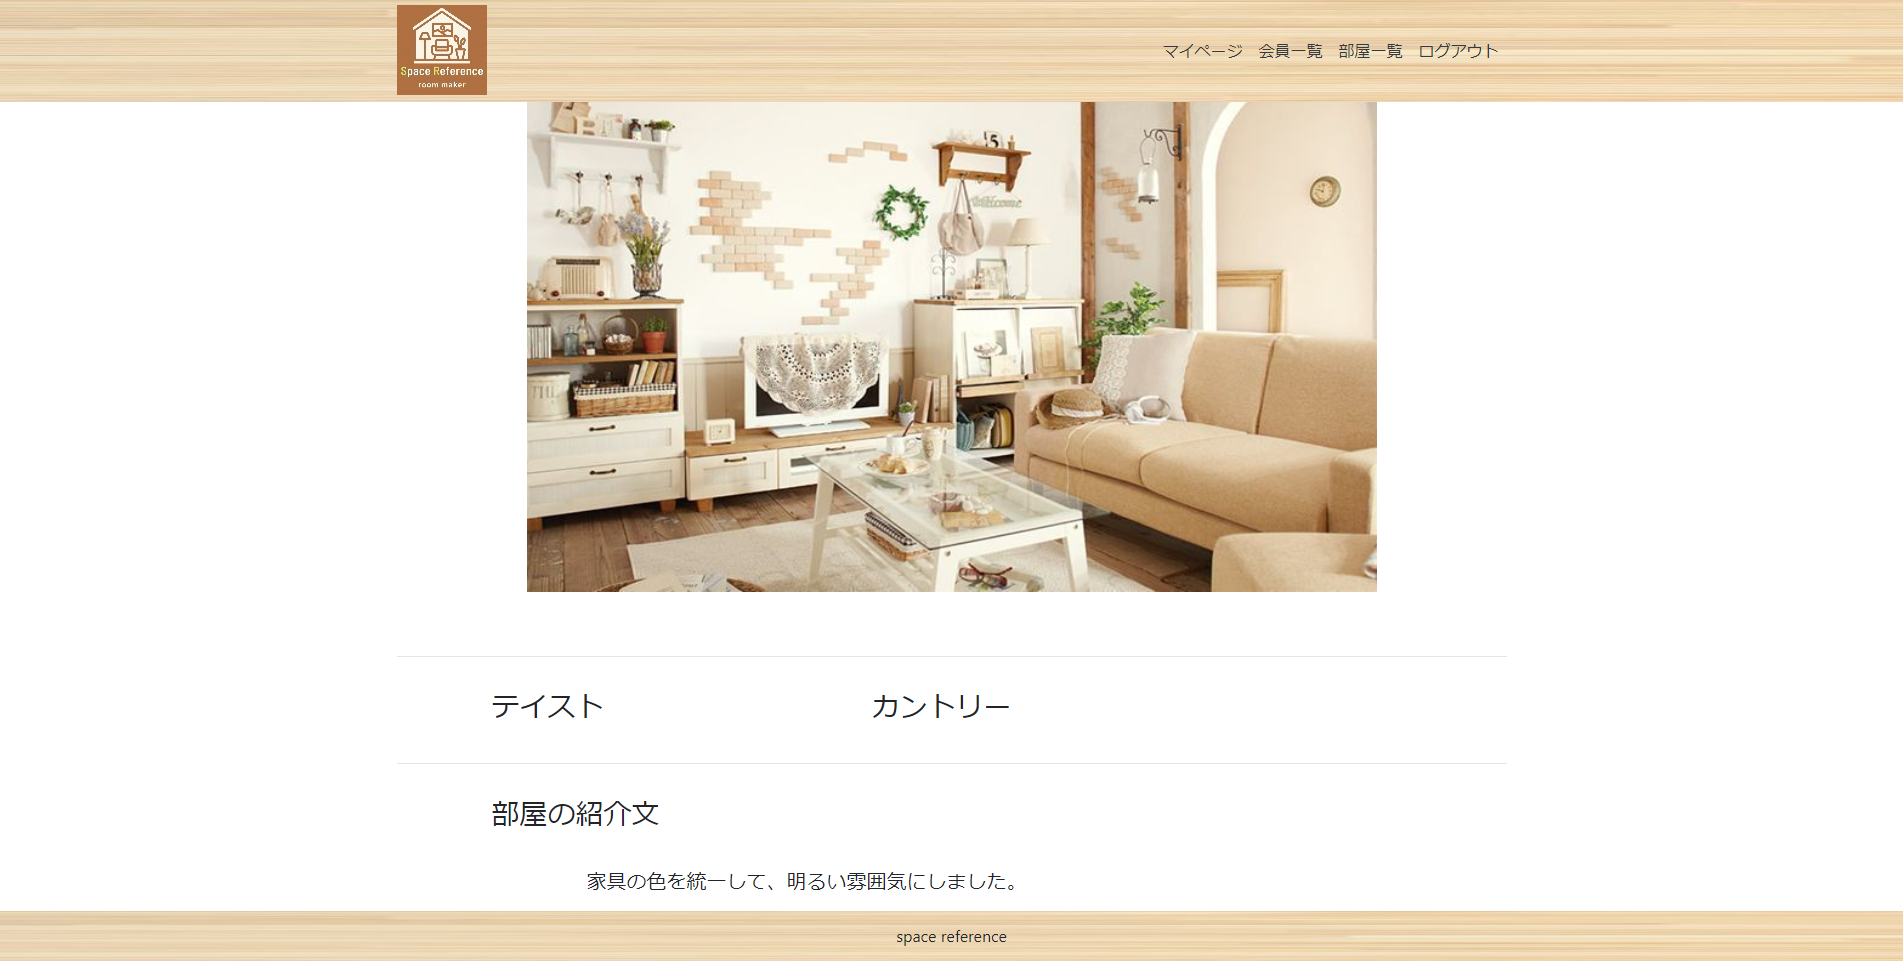 Space Reference
room maker
マイページ 会員一覧 部屋一覧 ログアウト
5
Welcome
テイスト カントリー
部屋の紹介文
家具の色を統一して、明るい雰囲気にしました。
space reference